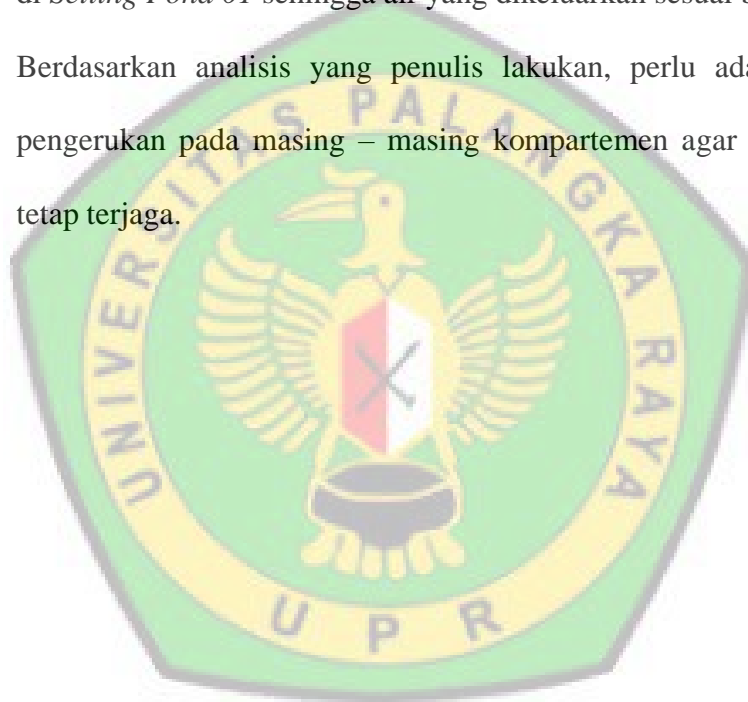 di Settling Pond 01 sehingga air yang dikeluarkan sesuai
Berdasarkan analisis yang penulis lakukan, perlu ada
pengerukan pada masing – masing kompartemen agar
tetap terjaga.
UNIVERSITAS PALANGKA RAYA
UPR